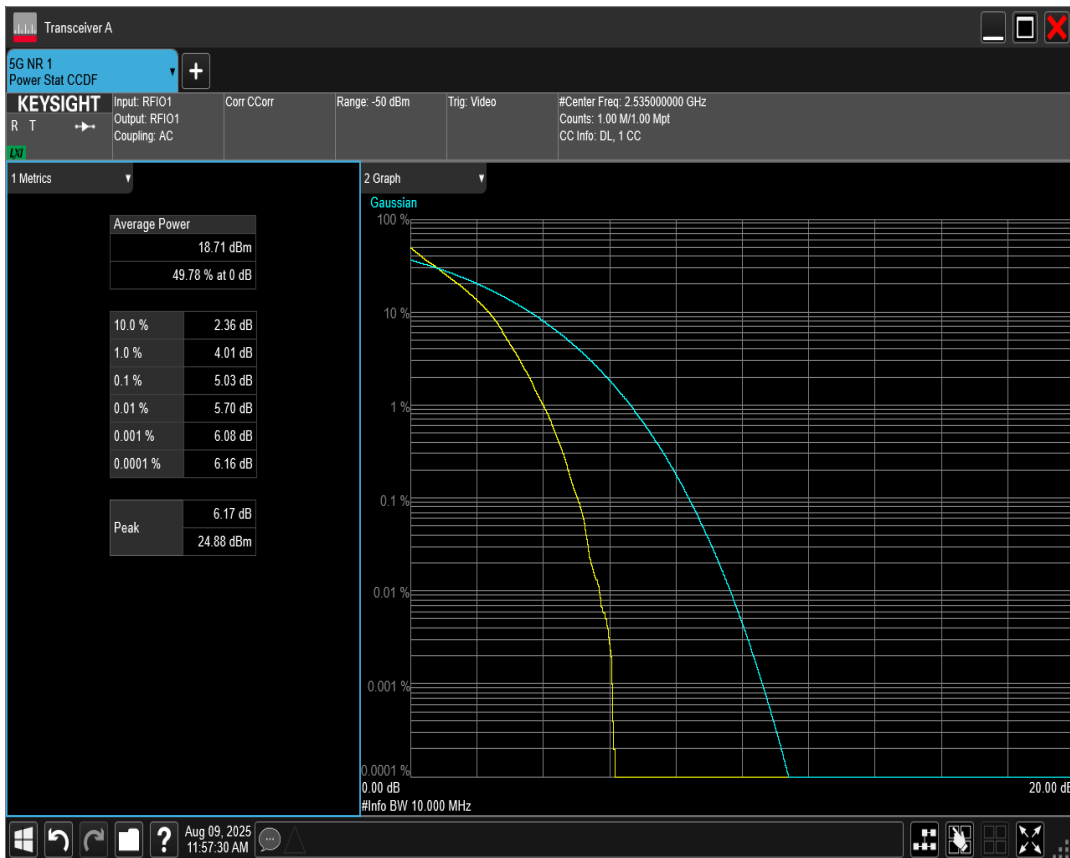 Transceiver A
5G NR 1
Power Stat CCDF
KEYSIGHT
R T
LXI
Input: RFIO1
Output: RFIO1
Coupling: AC
Corr CCorr
Range: -50 dBm
Trig: Video
#Center Freq: 2.535000000 GHz
Counts: 1.00 M/1.00 Mpt
CC Info: DL, 1 CC
1 Metrics
Average Power
18.71 dBm
49.78 % at 0 dB
10.0 % 2.36 dB
1.0 % 4.01 dB
0.1 % 5.03 dB
0.01 % 5.70 dB
0.001 % 6.08 dB
0.0001 % 6.16 dB
Peak
6.17 dB
24.88 dBm
2 Graph
Gaussian
100 %
10 %
1 %
0.1 %
0.01 %
0.001 %
0.0001 %
0.00 dB 20.00 dB
#Info BW 10.000 MHz
?
Aug 09, 2025
11:57:30 AM